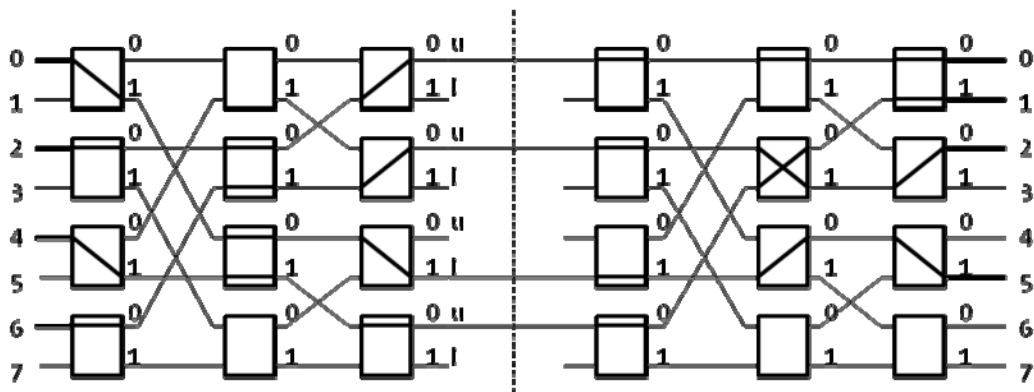 0 0 0 0 u 0 0 0 0
1 1 1 1 l 1 1 1 1
2 0 0 0 u 0 0 0 2
3 1 1 1 l 1 1 1 3
4 0 0 0 u 0 0 0 4
5 1 1 1 l 1 1 1 5
6 0 0 0 u 0 0 0 6
7 1 1 1 l 1 1 1 7